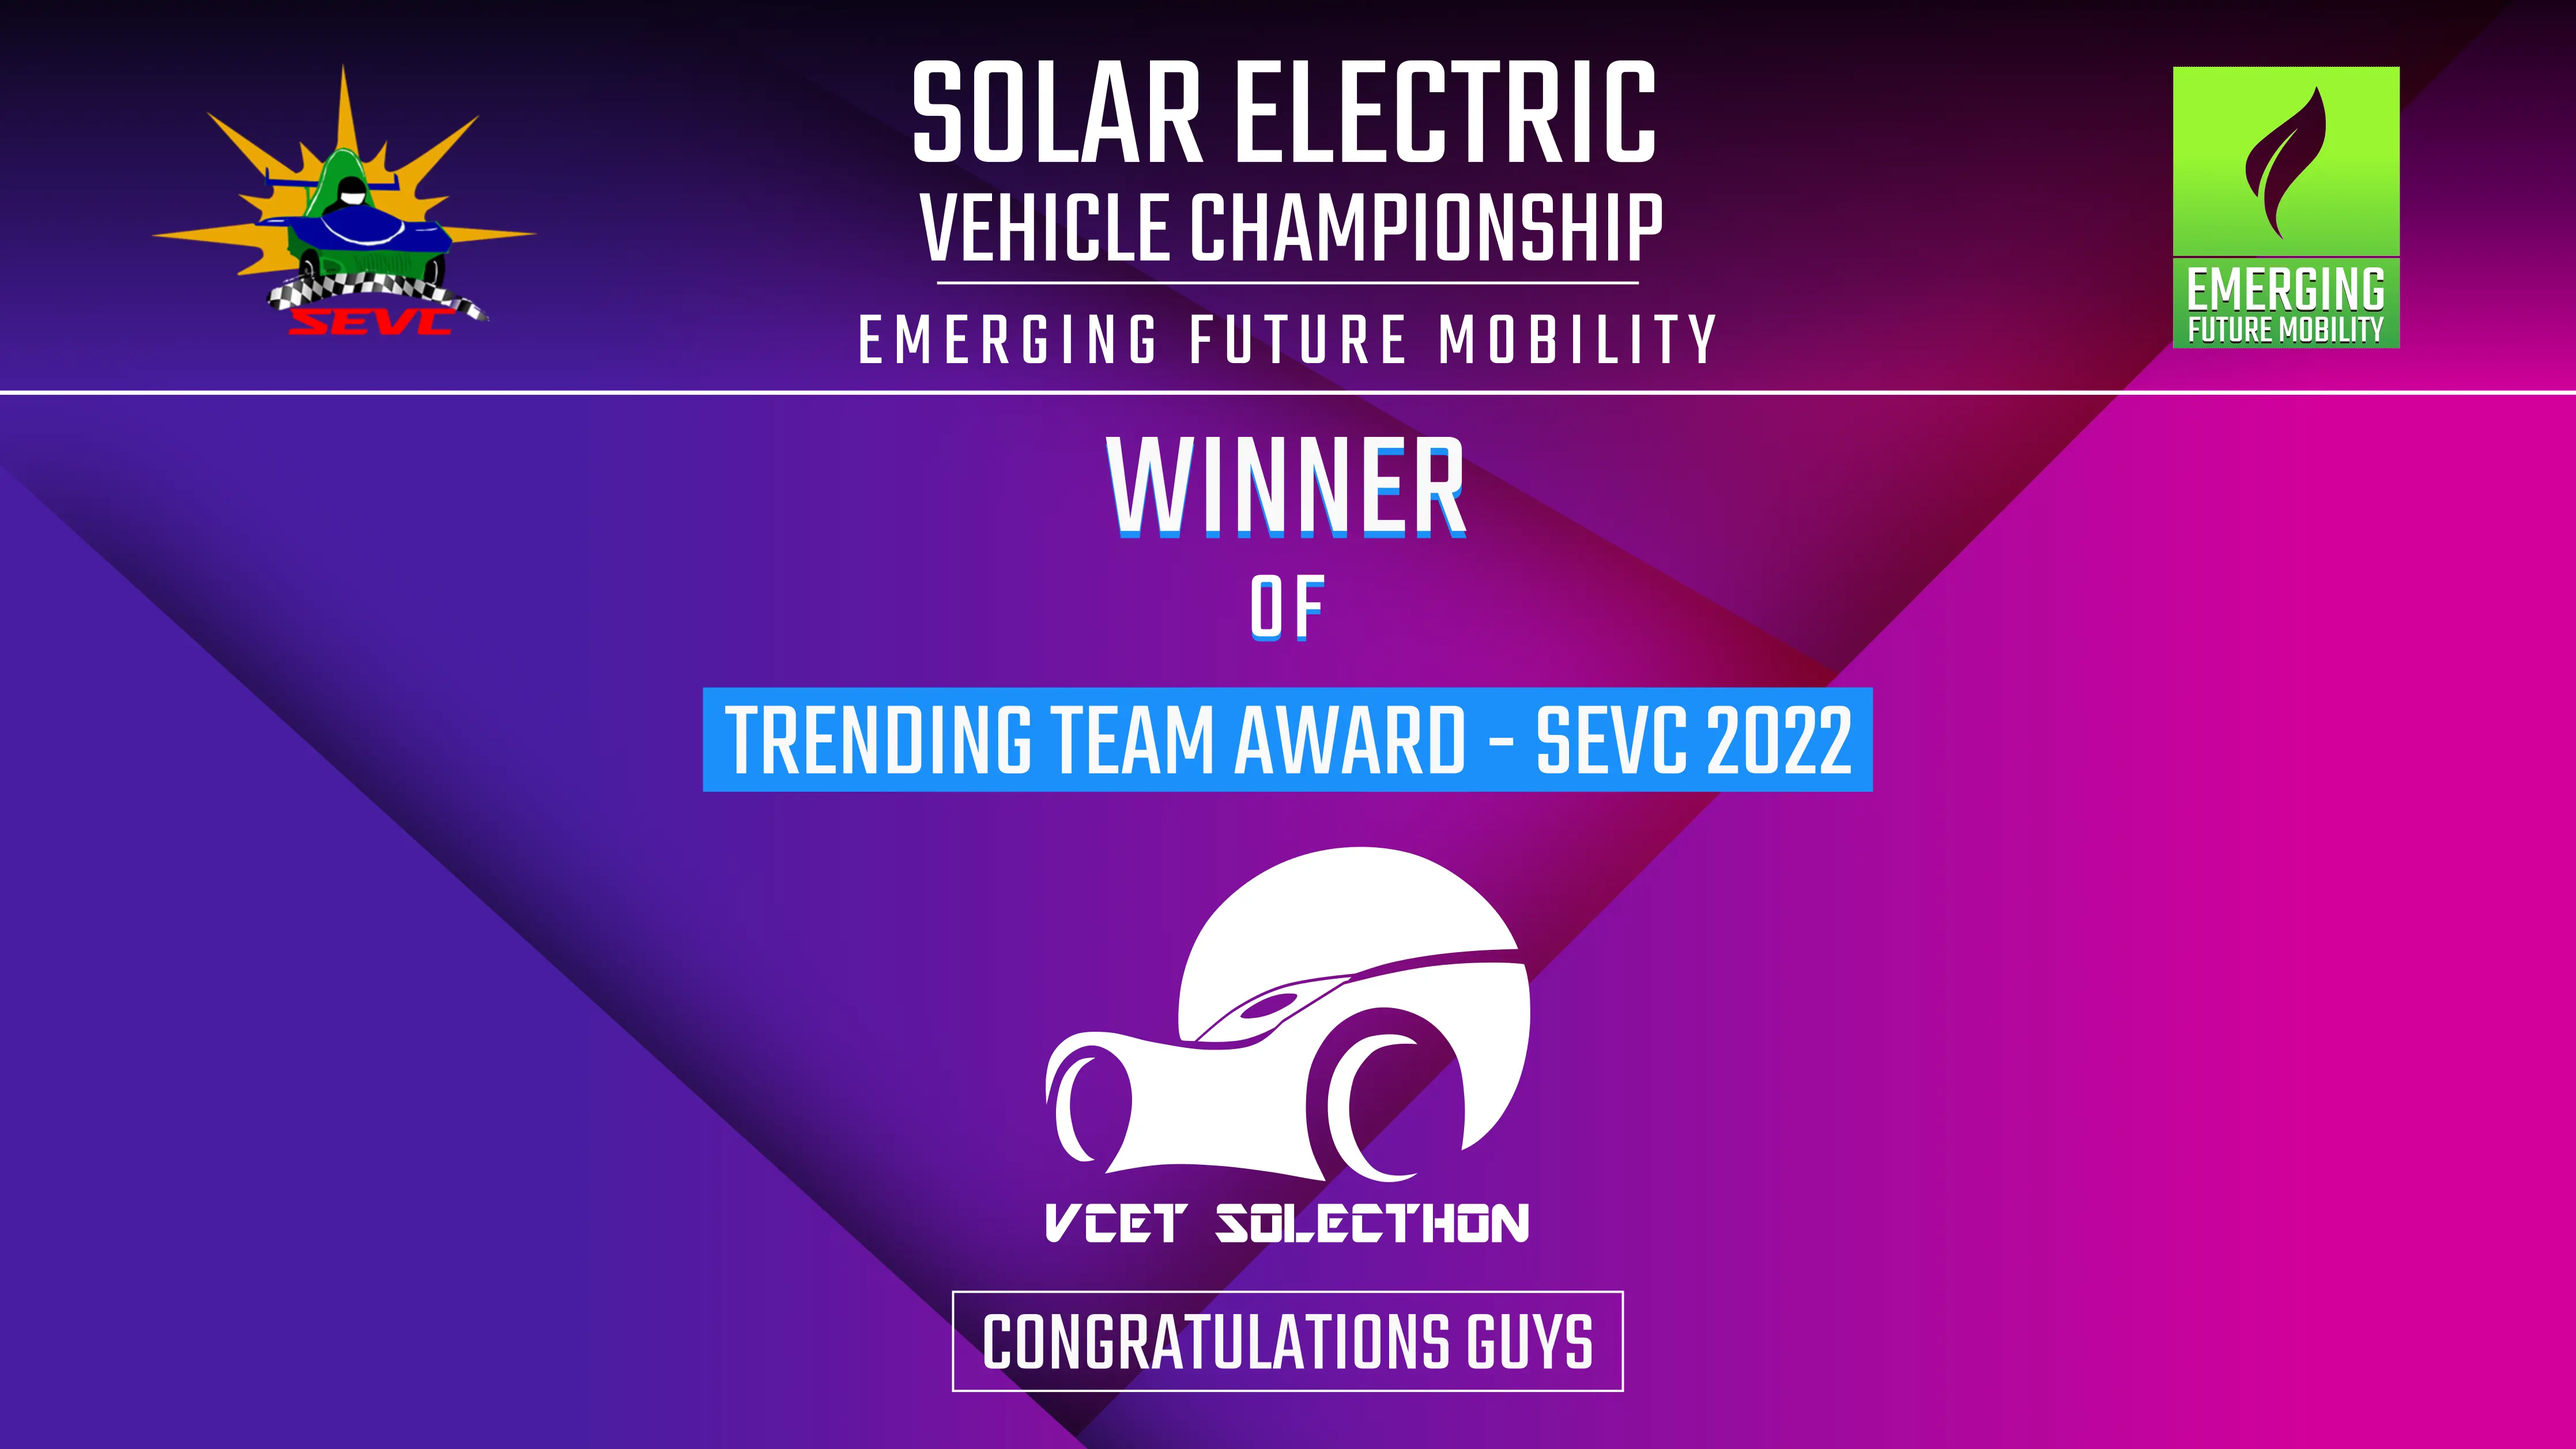 SOLAR ELECTRIC
VEHICLE CHAMPIONSHIP
EMERGING FUTURE MOBILITY
SEVC
EMERGING
FUTURE MOBILITY
WINNER
OF
TRENDING TEAM AWARD - SEVC 2022
VCET SOLECTHON
CONGRATULATIONS GUYS